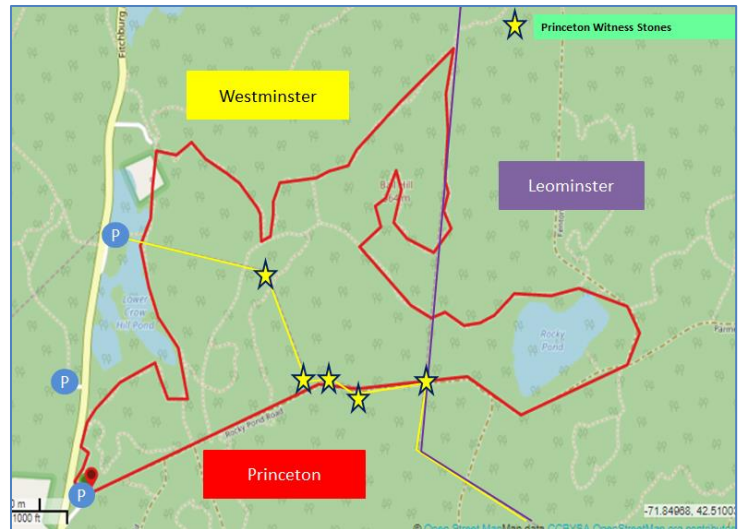 Fitchburg
Princeton Witness Stones
Westminster
Leominster
P
Lower
Crow
Hill Pond
Rocky
Pond
P
Rocky Pond Road
Princeton
P
1000 ft
-71.84968, 42.5100
© OpenStreetMap